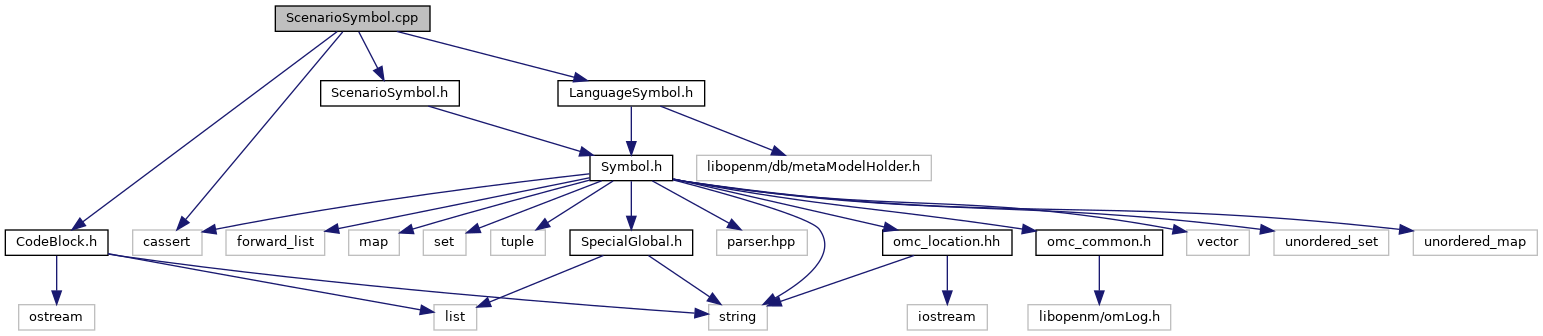 ScenarioSymbol.cpp
ScenarioSymbol.h
LanguageSymbol.h
Symbol.h
libopenm/db/metaModelHolder.h
CodeBlock.h
cassert
forward_list
map
set
tuple
SpecialGlobal.h
parser.hpp
omc_location.hh
omc_common.h
vector
unordered_set
unordered_map
ostream
list
string
iostream
libopenm/omLog.h